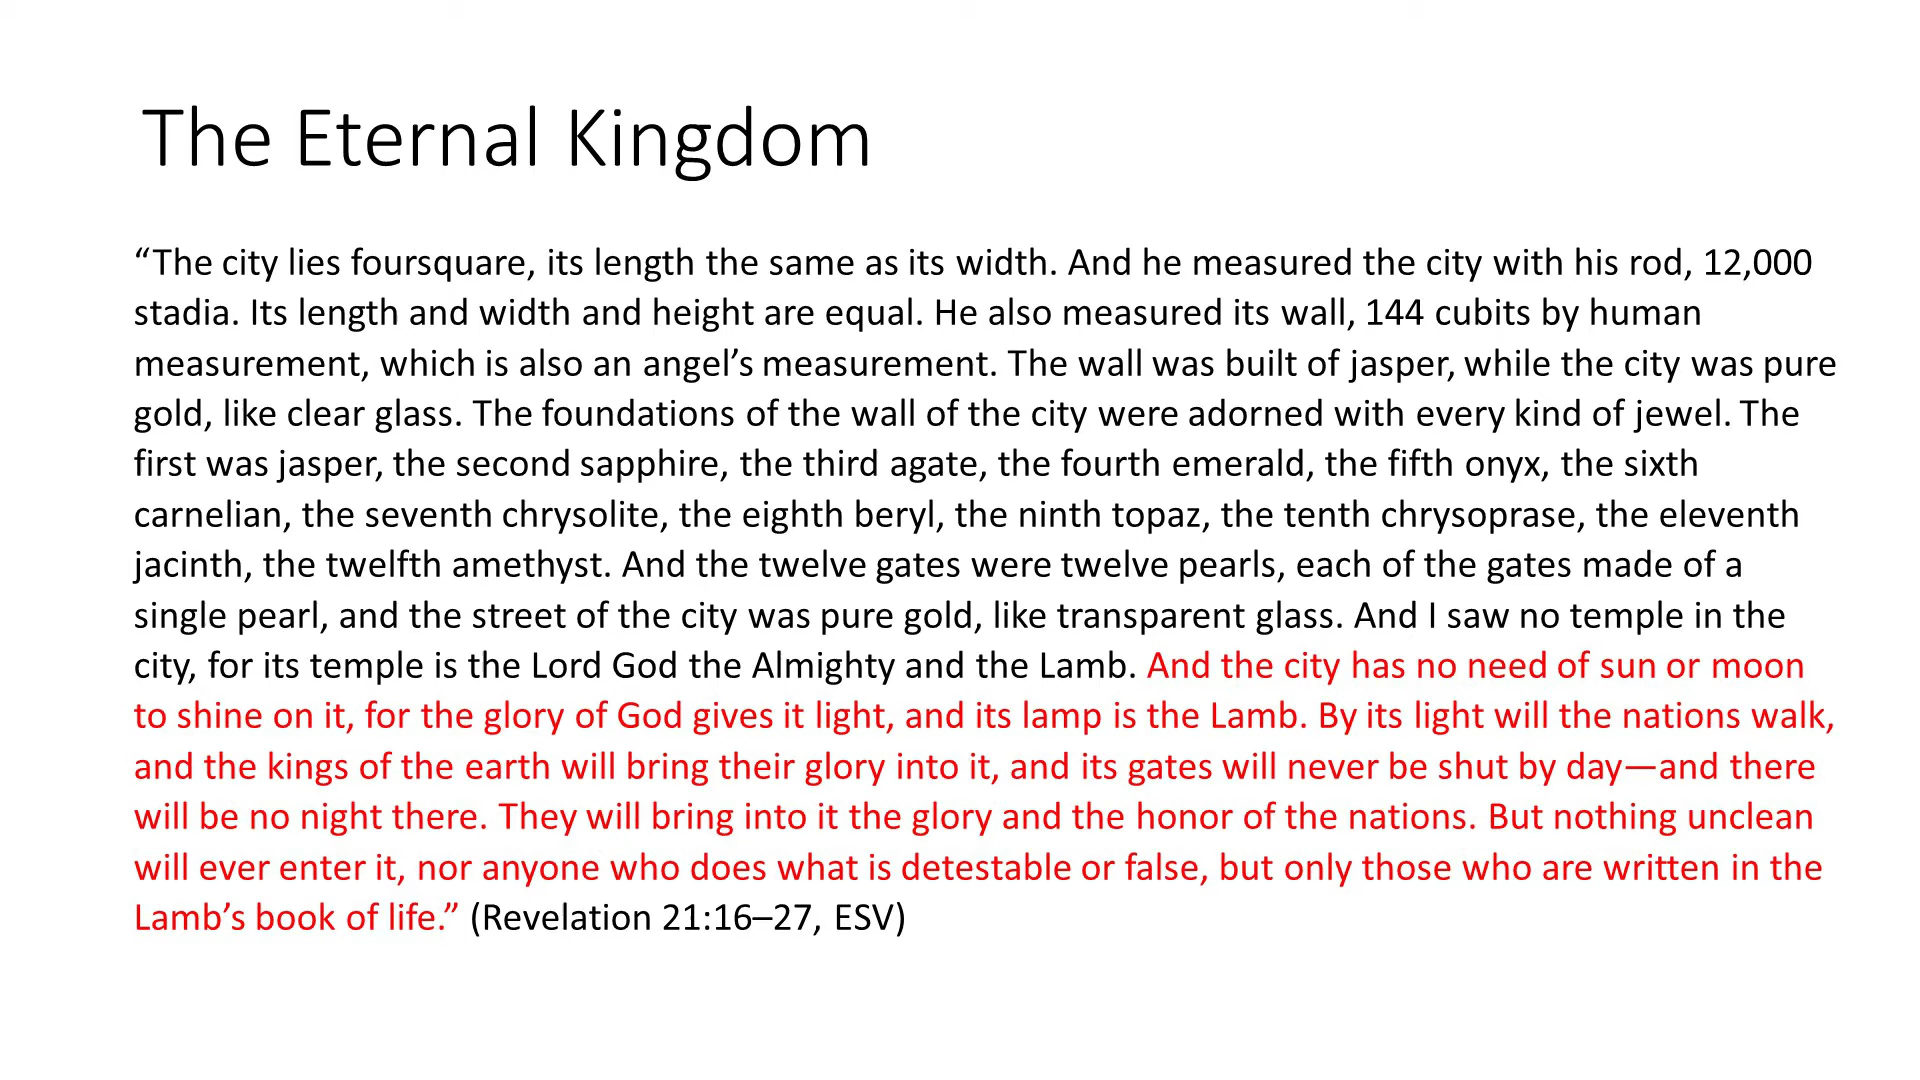 The Eternal Kingdom
“The city lies foursquare, its length the same as its width. And he measured the city with his rod, 12,000
stadia. Its length and width and height are equal. He also measured its wall, 144 cubits by human
measurement, which is also an angel’s measurement. The wall was built of jasper, while the city was pure
gold, like clear glass. The foundations of the wall of the city were adorned with every kind of jewel. The
first was jasper, the second sapphire, the third agate, the fourth emerald, the fifth onyx, the sixth
carnelian, the seventh chrysolite, the eighth beryl, the ninth topaz, the tenth chrysoprase, the eleventh
jacinth, the twelfth amethyst. And the twelve gates were twelve pearls, each of the gates made of a
single pearl, and the street of the city was pure gold, like transparent glass. And I saw no temple in the
city, for its temple is the Lord God the Almighty and the Lamb. And the city has no need of sun or moon
to shine on it, for the glory of God gives it light, and its lamp is the Lamb. By its light will the nations walk,
and the kings of the earth will bring their glory into it, and its gates will never be shut by day—and there
will be no night there. They will bring into it the glory and the honor of the nations. But nothing unclean
will ever enter it, nor anyone who does what is detestable or false, but only those who are written in the
Lamb’s book of life.” (Revelation 21:16–27, ESV)